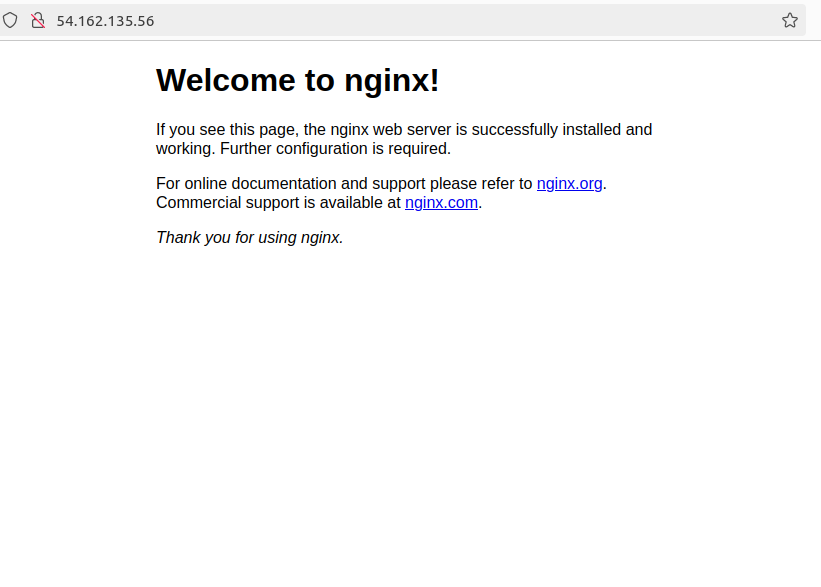 54.162.135.56
Welcome to nginx!
If you see this page, the nginx web server is successfully installed and
working. Further configuration is required.
For online documentation and support please refer to nginx.org.
Commercial support is available at nginx.com.
Thank you for using nginx.